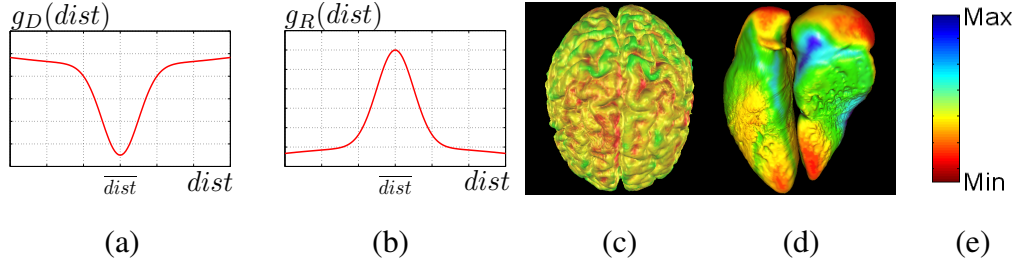 g_D(dist)
g_R(dist)
Max
Min
\overline{dist} dist
\overline{dist} dist
(a) (b) (c) (d) (e)